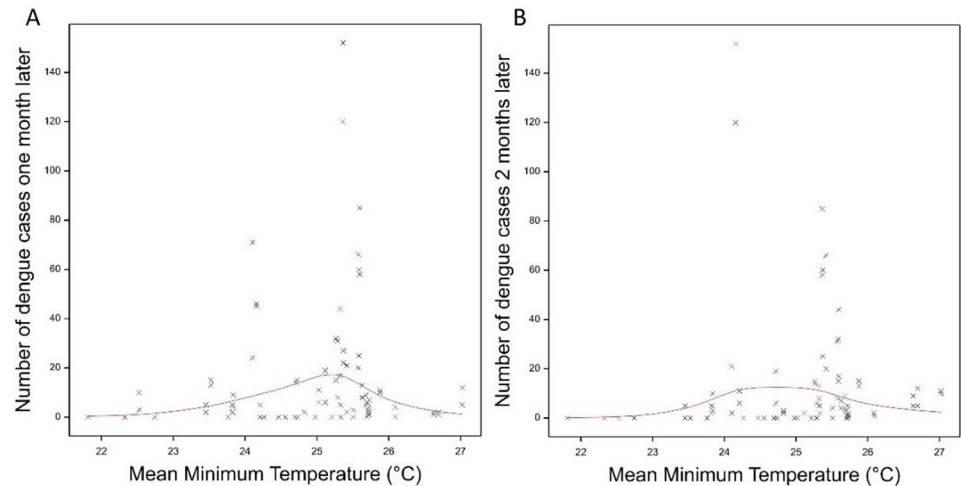 A
Number of dengue cases one month later
140
120
100
80
60
40
20
0
22 23 24 25 26 27
Mean Minimum Temperature (°C)
B
Number of dengue cases 2 months later
140
120
100
80
60
40
20
0
22 23 24 25 26 27
Mean Minimum Temperature (°C)